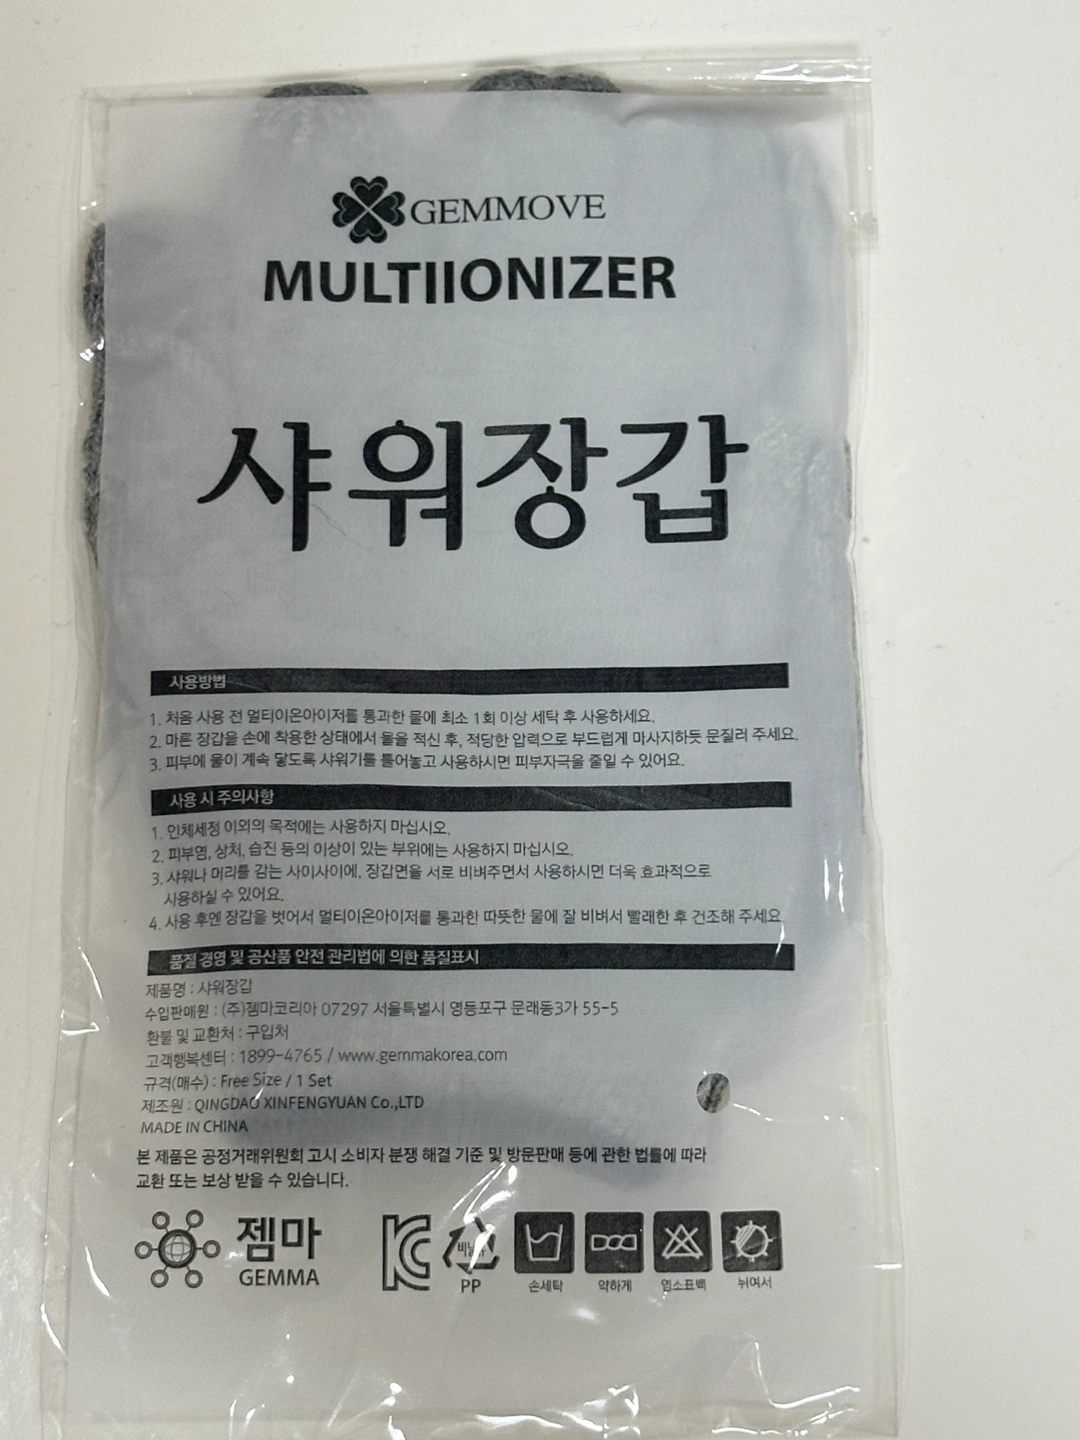 GEMMOVE
MULTIIONIZER
샤워장갑
사용방법
1. 처음 사용 전 멀티이온아이저를 통과한 물에 최소 1회 이상 세탁 후 사용하세요.
2. 마른 장갑을 손에 착용한 상태에서 물을 적신 후, 적당한 압력으로 부드럽게 마사지하듯 문질러 주세요.
3. 피부에 물이 계속 닿도록 샤워기를 틀어놓고 사용하시면 피부자극을 줄일 수 있어요.
사용 시 주의사항
1. 인체세정 이외의 목적에는 사용하지 마십시오.
2. 피부염, 상처, 습진 등의 이상이 있는 부위에는 사용하지 마십시오.
3. 샤워나 머리를 감는 사이사이에, 장갑면을 서로 비벼주면서 사용하시면 더욱 효과적으로
사용하실 수 있어요.
4. 사용 후엔 장갑을 벗어서 멀티이온아이저를 통과한 따뜻한 물에 잘 비벼서 빨래한 후 건조해 주세요.
품질 경영 및 공산품 안전 관리법에 의한 품질표시
제품명 : 샤워장갑
수입판매원 : (주)젬마코리아 07297 서울특별시 영등포구 문래동3가 55-5
환불 및 교환처 : 구입처
고객행복센터 : 1899-4765 / www.gemmakorea.com
규격(매수) : Free Size / 1 Set
제조원 : QINGDAO XINFENGYUAN Co.,LTD
MADE IN CHINA
본 제품은 공정거래위원회 고시 소비자 분쟁 해결 기준 및 방문판매 등에 관한 법률에 따라
교환 또는 보상 받을 수 있습니다.
젬마
GEMMA
KC
비닐류
PP
손세탁
약하게
염소표백
뉘여서